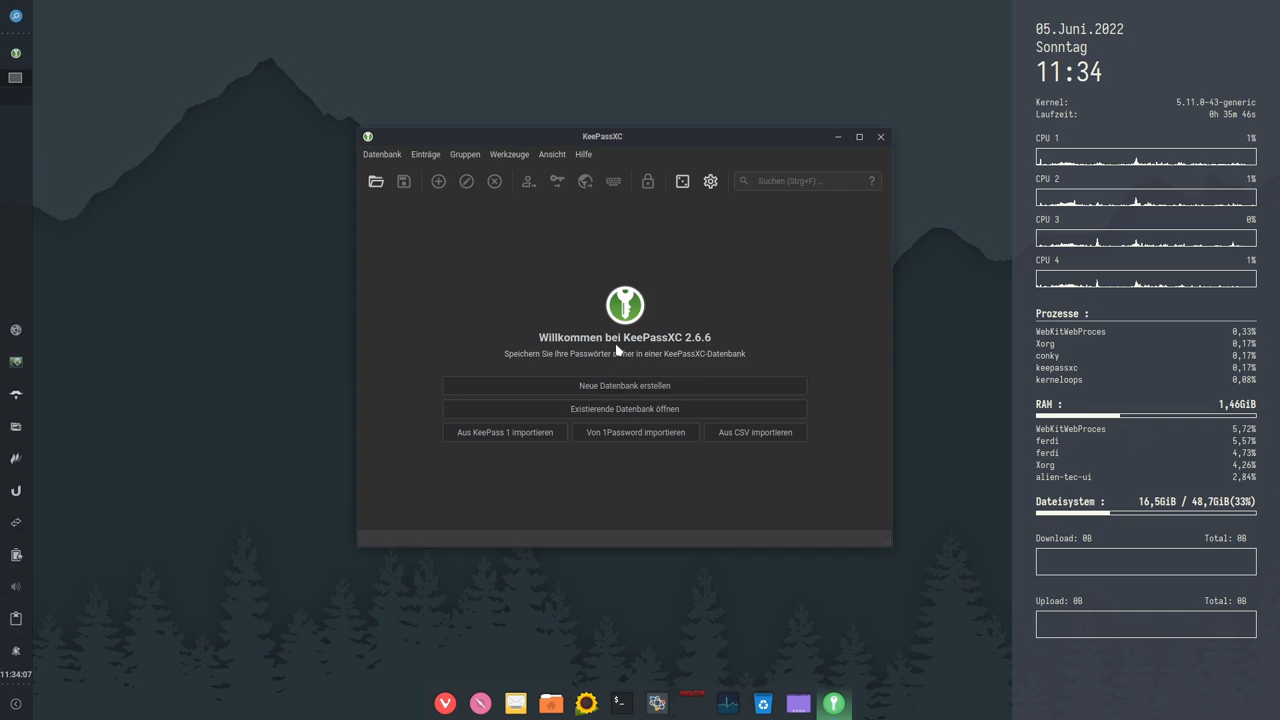 KeePassXC
Datenbank Einträge Gruppen Werkzeuge Ansicht Hilfe
Suchen (Strg+F) ... ?
Willkommen bei KeePassXC 2.6.6
Speichern Sie Ihre Passwörter in einer KeePassXC-Datenbank
Neue Datenbank erstellen
Existierende Datenbank öffnen
Aus KeePass 1 importieren Von 1Password importieren Aus CSV importieren
05.Juni.2022
Sonntag
11:34
Kernel: 5.11.0-43-generic
Laufzeit: 0h 35m 46s
CPU 1 1%
CPU 2 1%
CPU 3 0%
CPU 4 1%
Prozesse :
WebKitWebProces 0,33%
Xorg 0,17%
conky 0,17%
keepassxc 0,17%
kerneloops 0,08%
RAM : 1,46GiB
WebKitWebProces 5,72%
ferdi 5,57%
ferdi 4,73%
Xorg 4,26%
alien-tec-ui 2,84%
Dateisystem : 16,5GiB / 48,7GiB(33%)
Download: 0B Total: 0B
Upload: 0B Total: 0B
11:34:07
$_